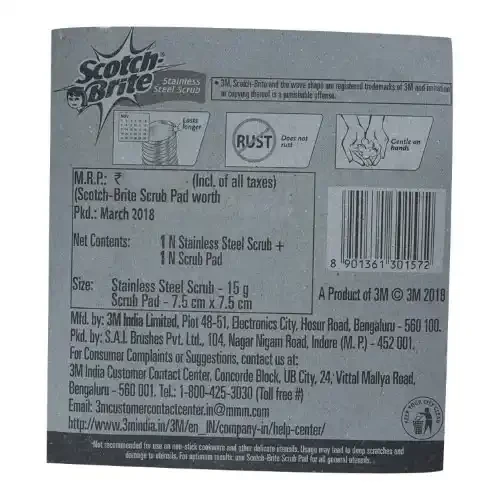 Scotch-
Brite
Stainless
Steel Scrub
• 3M, Scotch-Brite and the wave shape are registered trademarks of 3M and imitation
or copying thereof is a punishable offense.
Lasts
longer
RUST
Does not
rust
Gentle on
hands
M.R.P.: ₹ (Incl. of all taxes)
(Scotch-Brite Scrub Pad worth
Pkd.: March 2018
Net Contents: 1 N Stainless Steel Scrub +
1 N Scrub Pad
Size: Stainless Steel Scrub - 15 g
Scrub Pad - 7.5 cm x 7.5 cm
8 901361 301572
A Product of 3M © 3M 2018
Mfd. by: 3M India Limited, Plot 48-51, Electronics City, Hosur Road, Bengaluru - 560 100.
Pkd. by: S.A.I. Brushes Pvt. Ltd., 104, Nagar Nigam Road, Indore (M. P.) - 452 001.
For Consumer Complaints or Suggestions, contact us at:
3M India Customer Contact Center, Concorde Block, UB City, 24, Vittal Mallya Road,
Bengaluru - 560 001. Tel.: 1-800-425-3030 (Toll free #)
Email: 3mcustomercontactcenter.in@mmm.com
http://www.3mindia.in/3M/en_IN/company-in/help-center/
KEEP YOUR CITY CLEAN
*Not recommended for use on non-stick cookware and other delicate utensils. Usage may lead to deep scratches and
damage to utensils. For optimum results, use Scotch-Brite Scrub Pad for all general utensils.